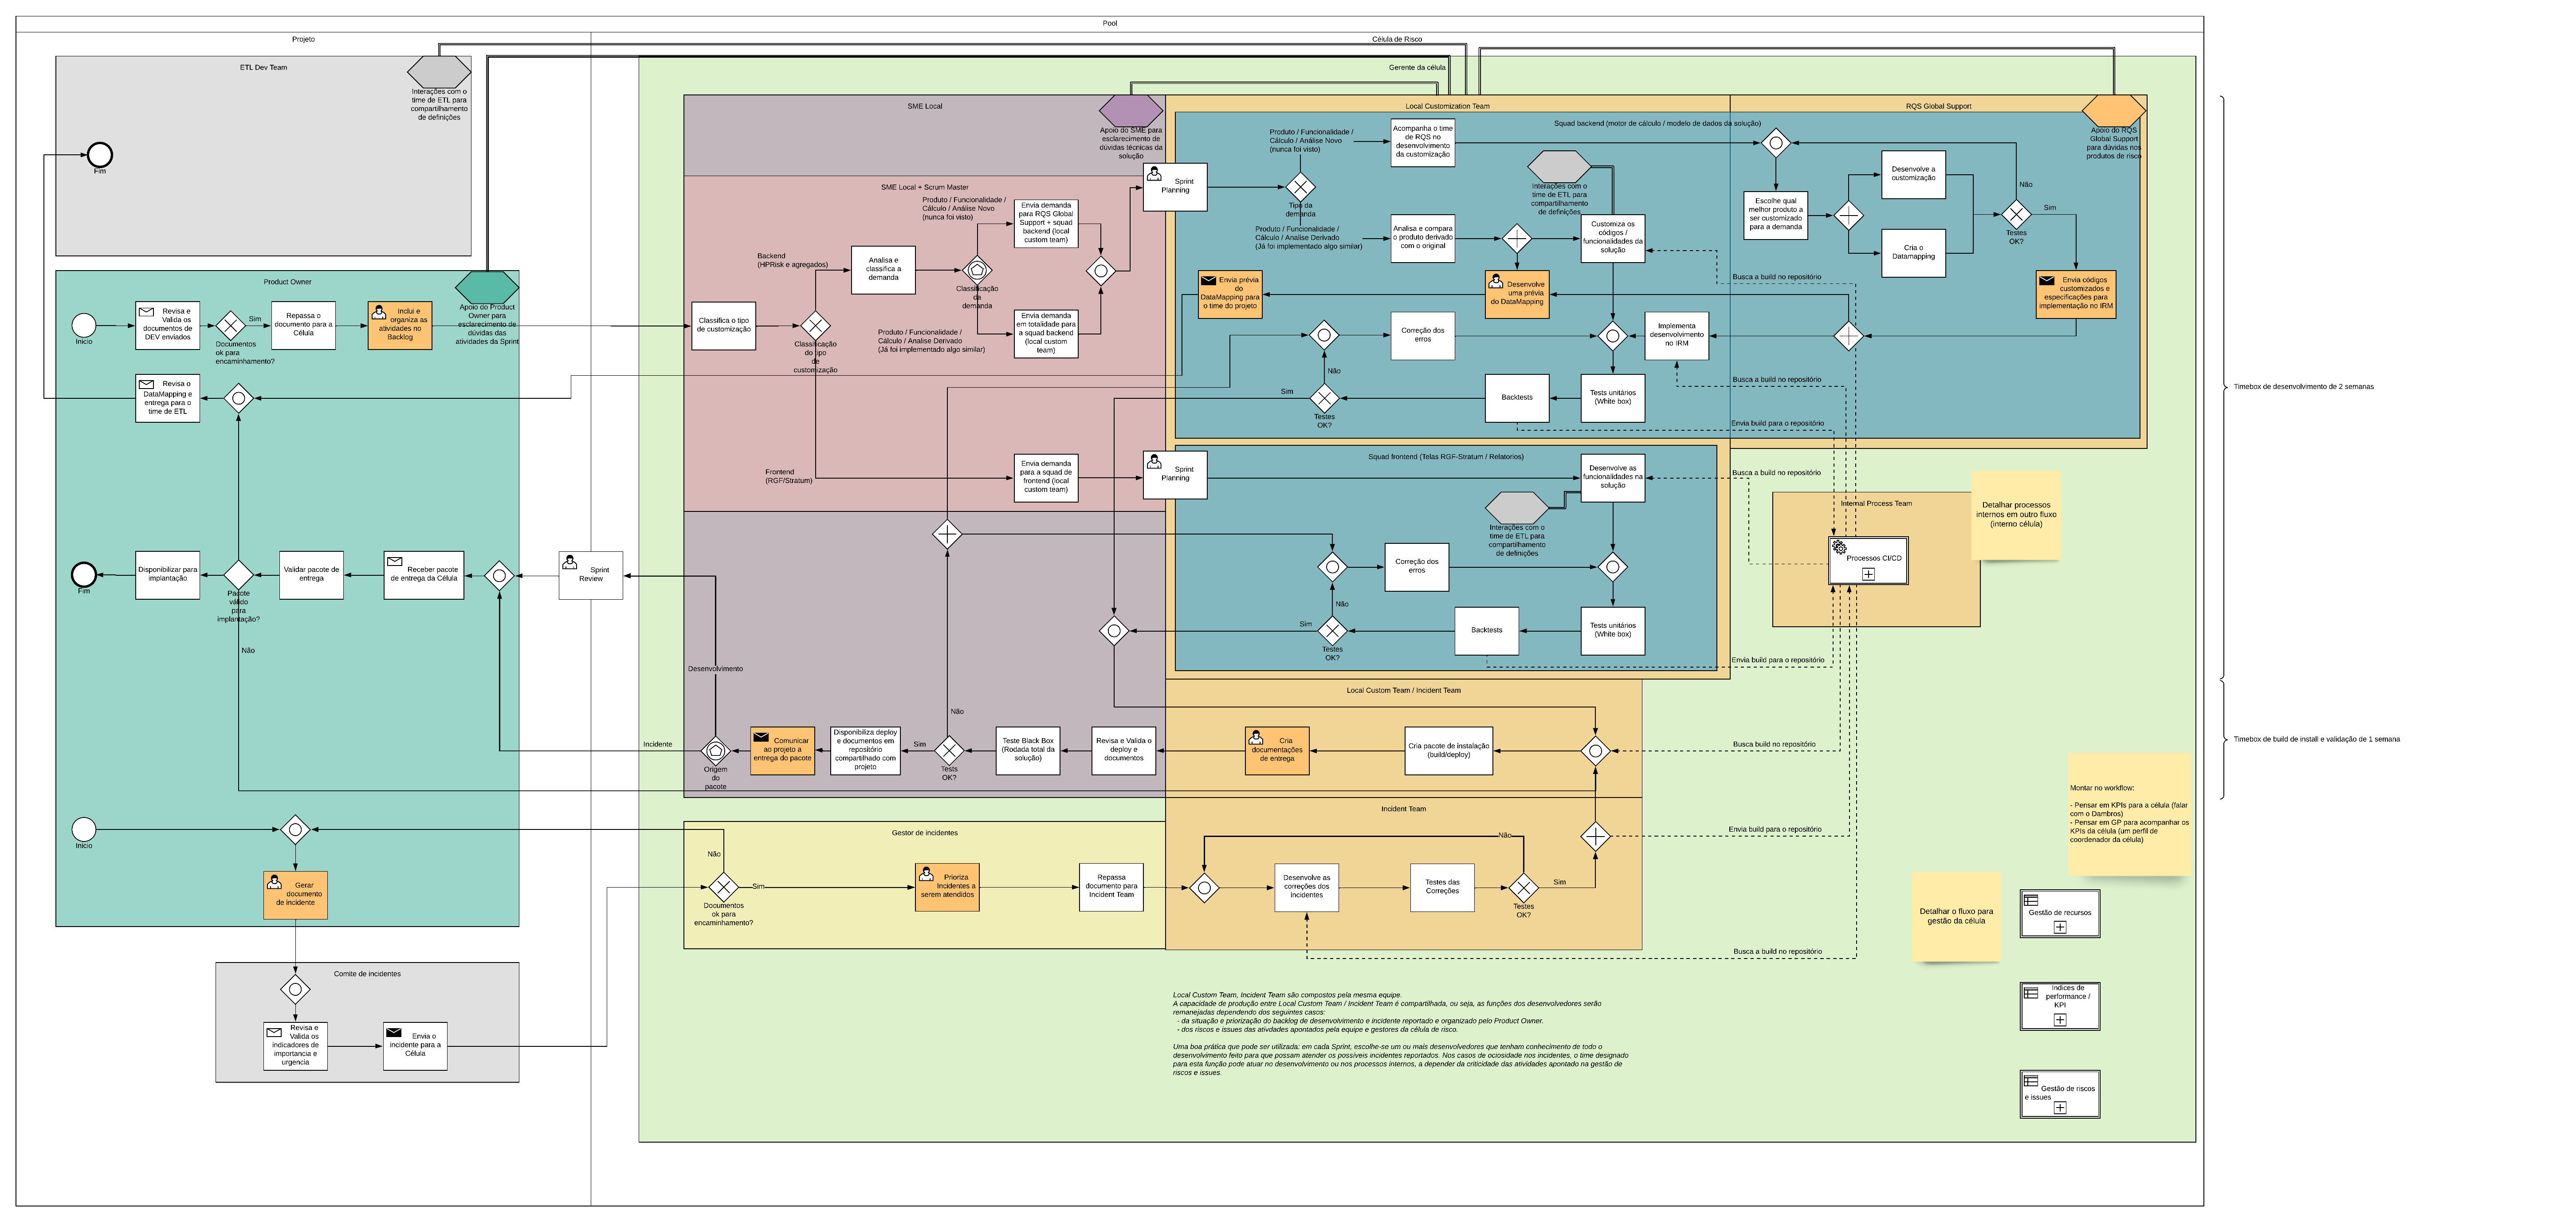 Pool
Projeto
Célula de Risco
ETL Dev Team
Interações com o
time de ETL para
compartilhamento
de definições
Fim
Gerente da célula
SME Local
Apoio do SME para
esclarecimento de
dúvidas técnicas da
solução
Local Customization Team
RQS Global Support
Apoio do RQS
Global Support
para dúvidas nos
produtos de risco
Product Owner
Apoio do Product
Owner para
esclarecimento de
dúvidas das
atividades da Sprint
Inicio
Revisa e
Valida os
documentos de
DEV enviados
Sim
Documentos
ok para
encaminhamento?
Repassa o
documento para a
Célula
Inclui e
organiza as
atividades no
Backlog
Revisa o
DataMapping e
entrega para o
time de ETL
Fim
Disponibilizar para
implantação
Pacote
válido
para
implantação?
Não
Validar pacote de
entrega
Receber pacote
de entrega da Célula
Sprint
Review
Inicio
Gerar
documento
de incidente
Comite de incidentes
Revisa e
Valida os
indicadores de
importancia e
urgencia
Envia o
incidente para a
Célula
SME Local + Scrum Master
Classifica o tipo
de customização
Classificação
do tipo
de
customização
Backend
(HPRisk e agregados)
Analisa e
classifica a
demanda
Classificação
da
demanda
Produto / Funcionalidade /
Cálculo / Análise Novo
(nunca foi visto)
Envia demanda
para RQS Global
Support + squad
backend (local
custom team)
Produto / Funcionalidade /
Cálculo / Analise Derivado
(Já foi implementado algo similar)
Envia demanda
em totalidade para
a squad backend
(local custom
team)
Frontend
(RGF/Stratum)
Envia demanda
para a squad de
frontend (local
custom team)
Sprint
Planning
Sprint
Planning
Squad backend (motor de cálculo / modelo de dados da solução)
Produto / Funcionalidade /
Cálculo / Análise Novo
(nunca foi visto)
Tipo da
demanda
Produto / Funcionalidade /
Cálculo / Analise Derivado
(Já foi implementado algo similar)
Acompanha o time
de RQS no
desenvolvimento
da customização
Interações com o
time de ETL para
compartilhamento
de definições
Analisa e compara
o produto derivado
com o original
Customiza os
códigos /
funcionalidades da
solução
Envia prévia
do
DataMapping para
o time do projeto
Desenvolve
uma prévia
do DataMapping
Correção dos
erros
Implementa
desenvolvimento
no IRM
Não
Sim
Testes
OK?
Backtests
Tests unitários
(White box)
Escolhe qual
melhor produto a
ser customizado
para a demanda
Desenvolve a
customização
Cria o
Datamapping
Não
Sim
Testes
OK?
Envia códigos
customizados e
especificações para
implementação no IRM
Busca a build no repositório
Busca a build no repositório
Envia build para o repositório
Busca a build no repositório
Squad frontend (Telas RGF-Stratum / Relatorios)
Desenvolve as
funcionalidades na
solução
Interações com o
time de ETL para
compartilhamento
de definições
Correção dos
erros
Não
Sim
Testes
OK?
Backtests
Tests unitários
(White box)
Envia build para o repositório
Internal Process Team
Processos CI/CD
Detalhar processos
internos em outro fluxo
(interno célula)
Desenvolvimento
Incidente
Origem
do
pacote
Comunicar
ao projeto a
entrega do pacote
Disponibiliza deploy
e documentos em
repositório
compartilhado com
projeto
Sim
Não
Tests
OK?
Teste Black Box
(Rodada total da
solução)
Revisa e Valida o
deploy e
documentos
Local Custom Team / Incident Team
Cria
documentações
de entrega
Cria pacote de instalação
(build/deploy)
Busca build no repositório
Gestor de incidentes
Não
Sim
Documentos
ok para
encaminhamento?
Prioriza
Incidentes a
serem atendidos
Repassa
documento para
Incident Team
Incident Team
Não
Desenvolve as
correções dos
incidentes
Testes das
Correções
Testes
OK?
Sim
Envia build para o repositório
Busca a build no repositório
Local Custom Team, Incident Team são compostos pela mesma equipe.
A capacidade de produção entre Local Custom Team / Incident Team é compartilhada, ou seja, as funções dos desenvolvedores serão
remanejadas dependendo dos seguintes casos:
- da situação e priorização do backlog de desenvolvimento e incidente reportado e organizado pelo Product Owner.
- dos riscos e issues das ativdades apontados pela equipe e gestores da célula de risco.
Uma boa prática que pode ser utilizada: em cada Sprint, escolhe-se um ou mais desenvolvedores que tenham conhecimento de todo o
desenvolvimento feito para que possam atender os possíveis incidentes reportados. Nos casos de ociosidade nos incidentes, o time designado
para esta função pode atuar no desenvolvimento ou nos processos internos, a depender da criticidade das atividades apontada na gestão de
riscos e issues.
Montar no workflow:
- Pensar em KPIs para a célula (falar
com o Dambros)
- Pensar em GP para acompanhar os
KPIs da célula (um perfil de
coordenador da célula)
Detalhar o fluxo para
gestão da célula
Gestão de recursos
Indices de
performance /
KPI
Gestão de riscos
e issues
Timebox de desenvolvimento de 2 semanas
Timebox de build de install e validação de 1 semana